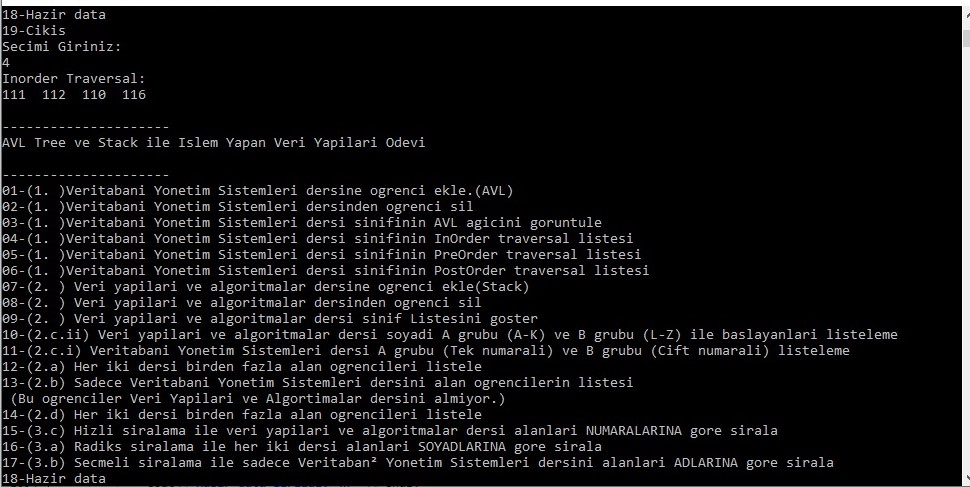 18-Hazir data
19-Cikis
Secimi Giriniz:
4
Inorder Traversal:
111  112  110  116
---------------------
AVL Tree ve Stack ile Islem Yapan Veri Yapilari Odevi
---------------------
01-(1. )Veritabani Yonetim Sistemleri dersine ogrenci ekle.(AVL)
02-(1. )Veritabani Yonetim Sistemleri dersinden ogrenci sil
03-(1. )Veritabani Yonetim Sistemleri dersi sinifinin AVL agicini goruntule
04-(1. )Veritabani Yonetim Sistemleri dersi sinifinin InOrder traversal listesi
05-(1. )Veritabani Yonetim Sistemleri dersi sinifinin PreOrder traversal listesi
06-(1. )Veritabani Yonetim Sistemleri dersi sinifinin PostOrder traversal listesi
07-(2. ) Veri yapilari ve algoritmalar dersine ogrenci ekle(Stack)
08-(2. ) Veri yapilari ve algoritmalar dersinden ogrenci sil
09-(2. ) Veri yapilari ve algoritmalar dersi sinif Listesini goster
10-(2.c.ii) Veri yapilari ve algoritmalar dersi soyadi A grubu (A-K) ve B grubu (L-Z) ile baslayanlari listeleme
11-(2.c.i) Veritabani Yonetim Sistemleri dersi A grubu (Tek numarali) ve B grubu (Cift numarali) listeleme
12-(2.a) Her iki dersi birden fazla alan ogrencileri listele
13-(2.b) Sadece Veritabani Yonetim Sistemleri dersini alan ogrencilerin listesi
(Bu ogrenciler Veri Yapilari ve Algortimalar dersini almiyor.)
14-(2.d) Her iki dersi birden fazla alan ogrencileri listele
15-(3.c) Hizli siralama ile veri yapilari ve algoritmalar dersi alanlari NUMARALARINA gore sirala
16-(3.a) Radiks siralama ile her iki dersi alanlari SOYADLARINA gore sirala
17-(3.b) Secmeli siralama ile sadece Veritaban² Yonetim Sistemleri dersini alanlari ADLARINA gore sirala
18-Hazir data